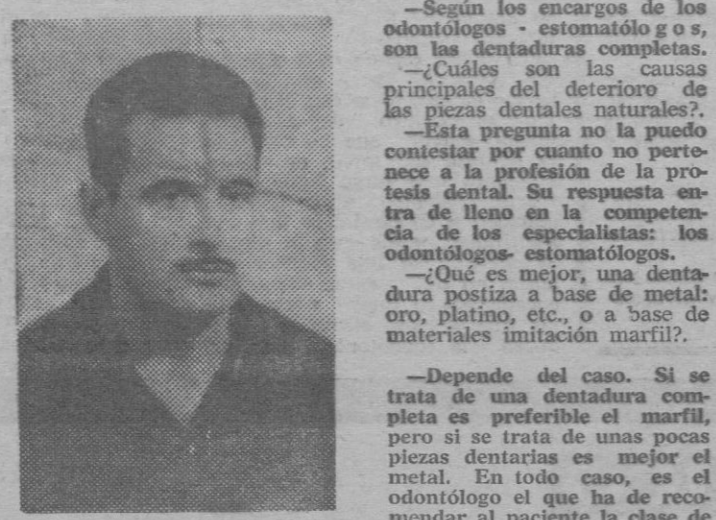 —Según los encargos de los
odontólogos - estomatólo g o s,
son las dentaduras completas.
—¿Cuáles son las causas
principales del deterioro de
las piezas dentales naturales?.
—Esta pregunta no la puedo
contestar por cuanto no perte-
nece a la profesión de la pro-
tesis dental. Su respuesta en-
tra de lleno en la competen-
cia de los especialistas: los
odontólogos- estomatólogos.
—¿Qué es mejor, una denta-
dura postiza a base de metal:
oro, platino, etc., o a base de
materiales imitación marfil?.
—Depende del caso. Si se
trata de una dentadura com-
pleta es preferible el marfil,
pero si se trata de unas pocas
piezas dentarias es mejor el
metal. En todo caso, es el
odontólogo el que ha de reco-
mendar al paciente la clase de